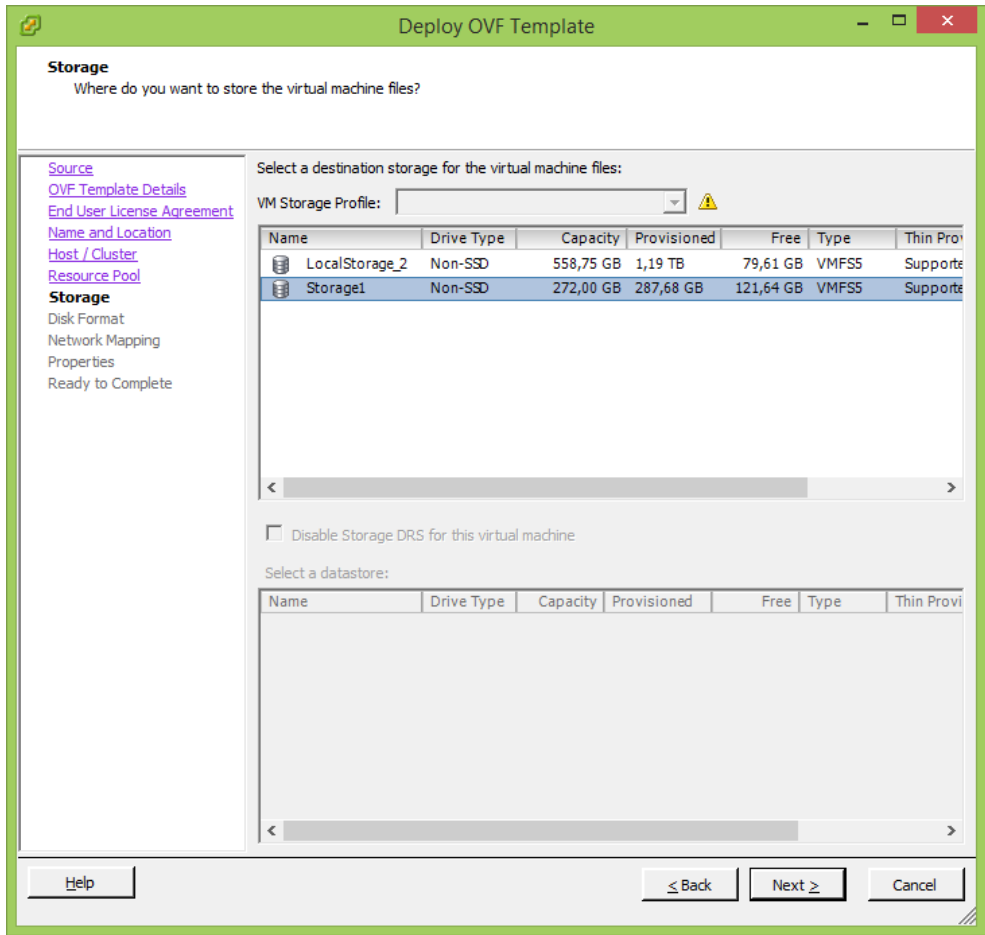 Deploy OVF Template
Storage
Where do you want to store the virtual machine files?
Source
OVF Template Details
End User License Agreement
Name and Location
Host / Cluster
Resource Pool
Storage
Disk Format
Network Mapping
Properties
Ready to Complete
Select a destination storage for the virtual machine files:
VM Storage Profile:
Name Drive Type Capacity Provisioned Free Type Thin Prov
LocalStorage_2 Non-SSD 558,75 GB 1,19 TB 79,61 GB VMFS5 Supporte
Storage1 Non-SSD 272,00 GB 287,68 GB 121,64 GB VMFS5 Supporte
Disable Storage DRS for this virtual machine
Select a datastore:
Name Drive Type Capacity Provisioned Free Type Thin Provi
Help
< Back Next > Cancel